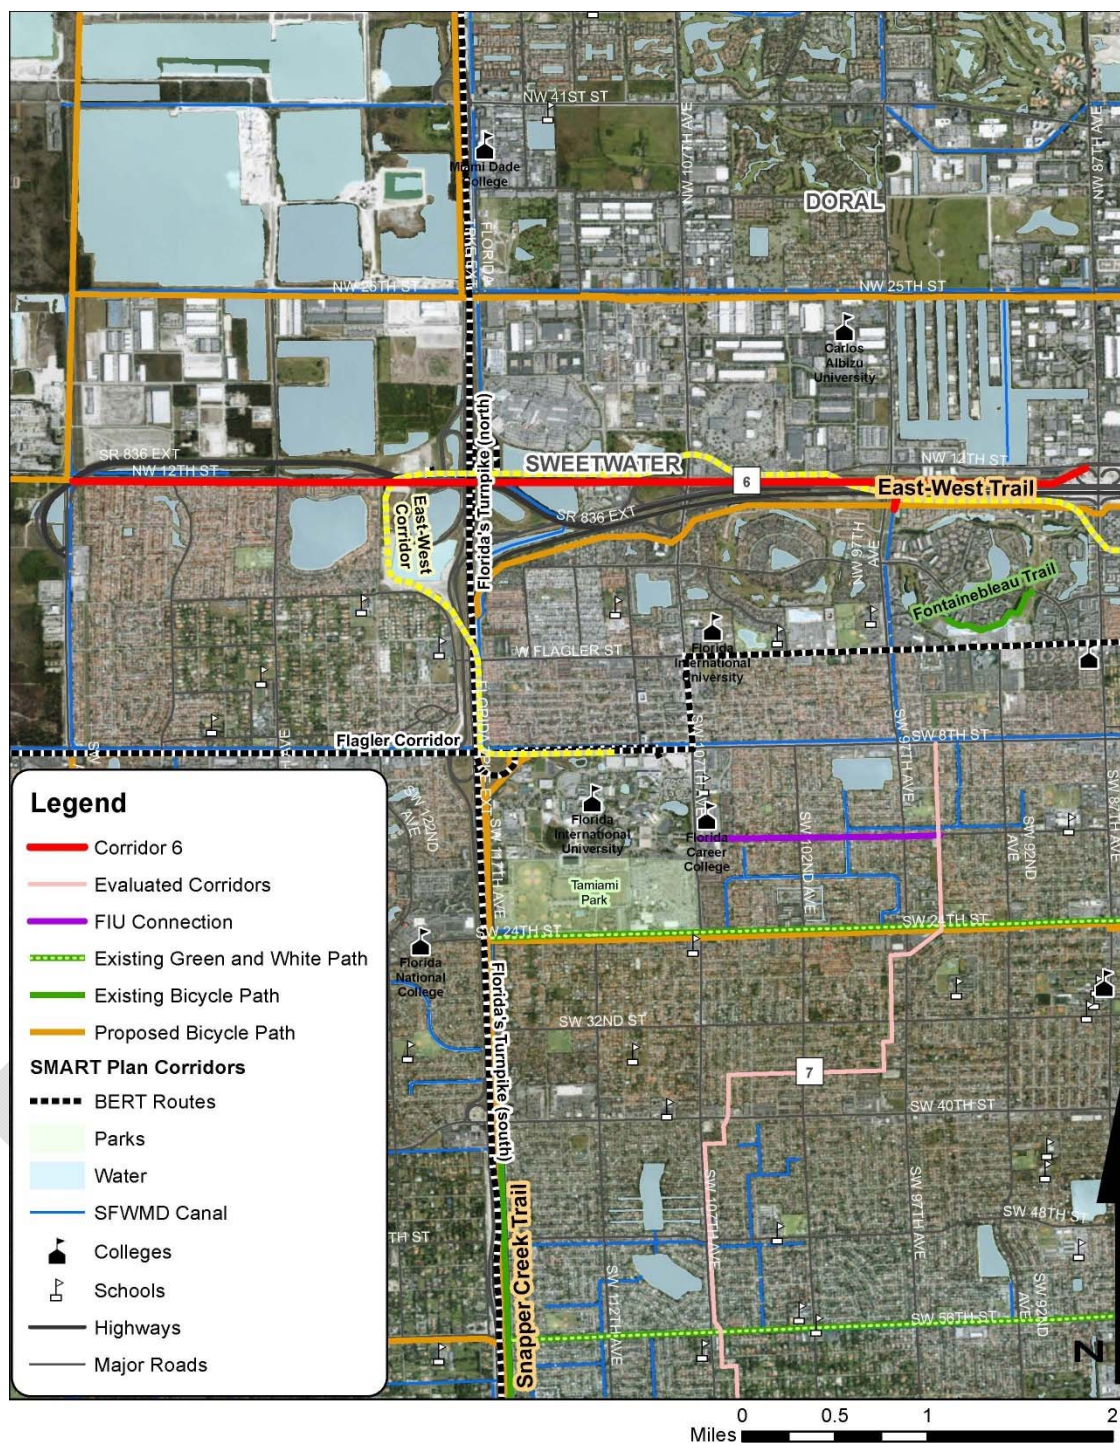 NW 41ST ST
NW 107TH AVE
NW 87TH AVE
Miami Dade
College
DORAL
FLORIDA
NW 25TH ST
NW 25TH ST
Carlos
Albizu
University
Florida's Turnpike (north)
SR 836 EXT
NW 12TH ST
SWEETWATER
NW 12TH ST
6
East-West Trail
East-West
Corridor
SR 836 EXT
NW 97TH
AVE
Fontainebleau Trail
Florida
International
University
W FLAGLER ST
Flagler Corridor
SW 8TH ST
SW 107TH AVE
SW 97TH AVE
SW 122ND
AVE
SW 117TH AVE
Florida
International
University
Florida
Career
College
SW 102ND AVE
SW 92ND
AVE
Tamiami
Park
SW 24TH ST
SW 24TH ST
Florida
National
College
Florida's Turnpike (south)
SW 32ND ST
7
SW 40TH ST
SW 107TH AVE
SW 97TH AVE
SW 48TH ST
TH ST
Snapper Creek Trail
SW 112TH AVE
SW 56TH ST
SW 92ND
AVE
N
Legend
Corridor 6
Evaluated Corridors
FIU Connection
Existing Green and White Path
Existing Bicycle Path
Proposed Bicycle Path
SMART Plan Corridors
BERT Routes
Parks
Water
SFWMD Canal
Colleges
Schools
Highways
Major Roads
0 0.5 1 2
Miles